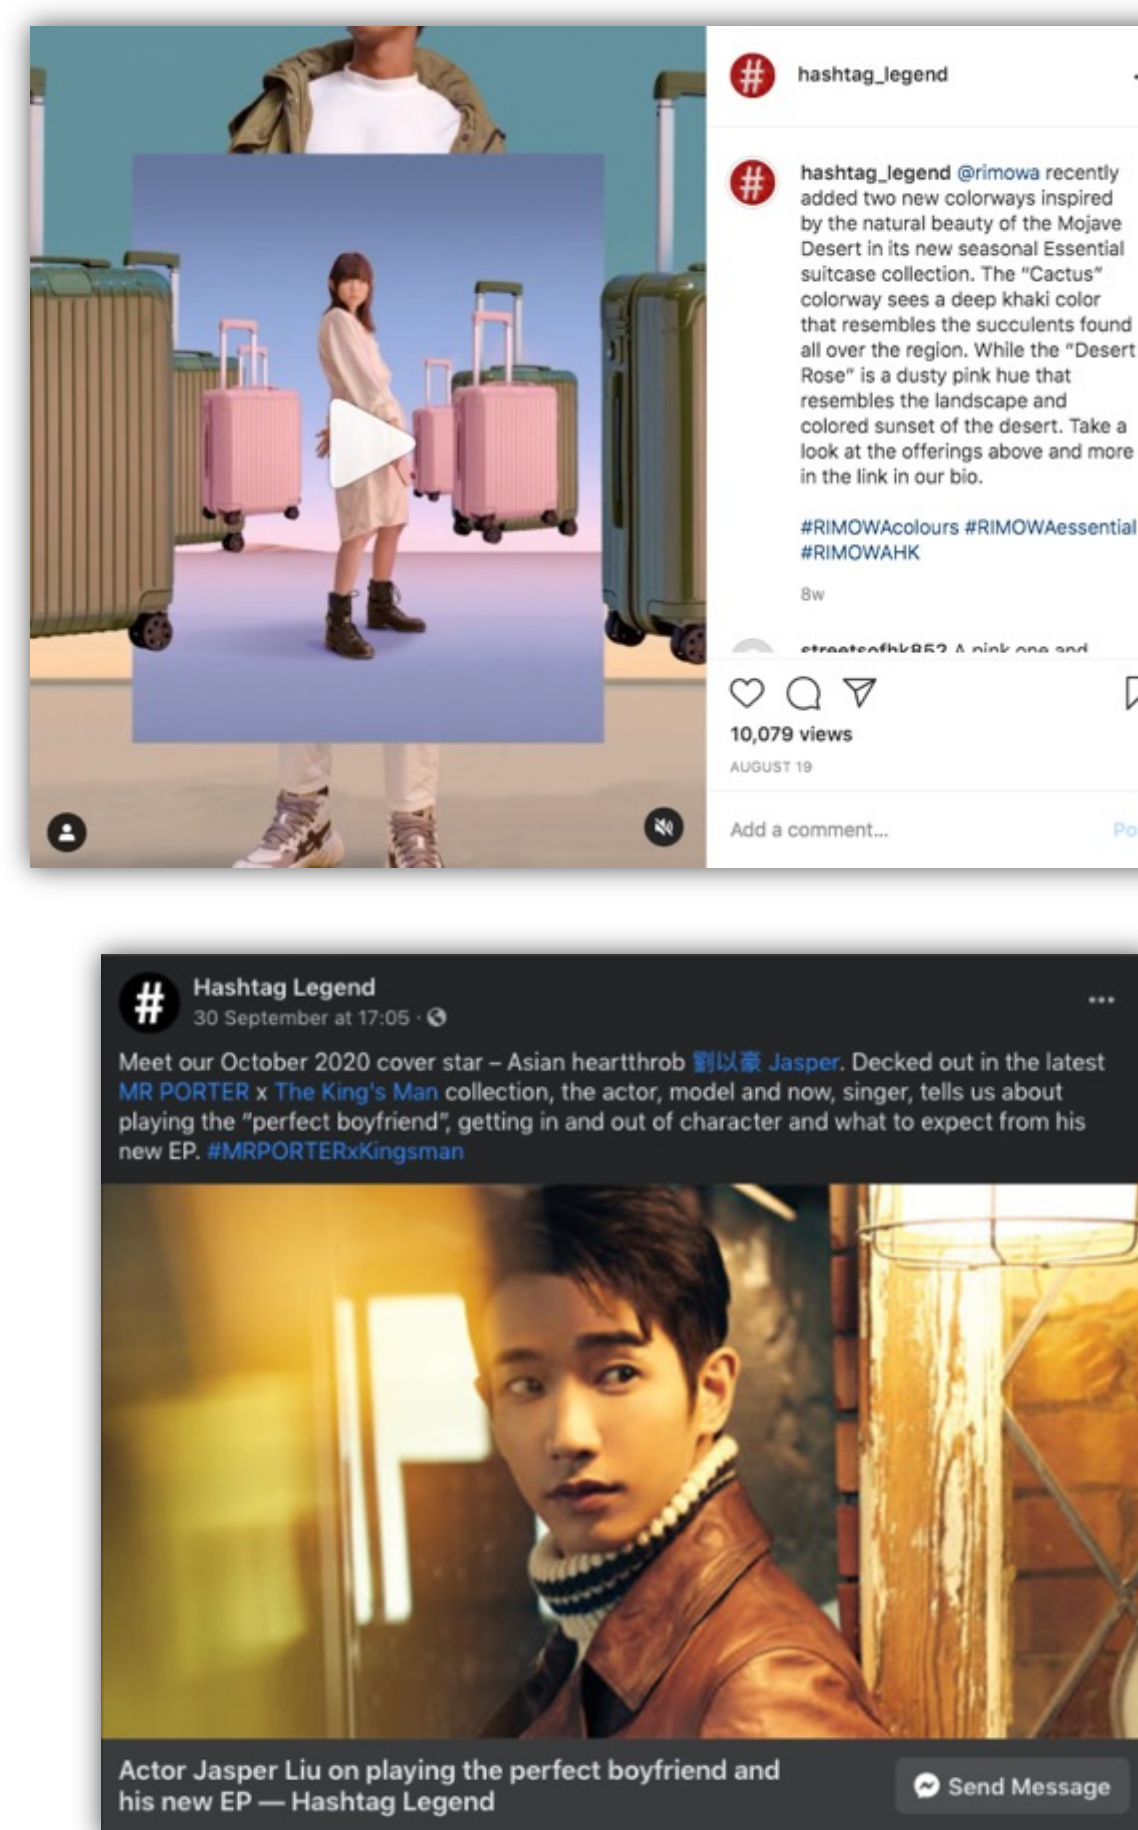 hashtag_legend
hashtag_legend @rimowa recently
added two new colorways inspired
by the natural beauty of the Mojave
Desert in its new seasonal Essential
suitcase collection. The "Cactus"
colorway sees a deep khaki color
that resembles the succulents found
all over the region. While the "Desert
Rose" is a dusty pink hue that
resembles the landscape and
colored sunset of the desert. Take a
look at the offerings above and more
in the link in our bio.
#RIMOWAcolours #RIMOWAessential
#RIMOWAHK
8w
streetsofhk852 A pink one and
10,079 views
AUGUST 19
Add a comment...
Hashtag Legend
30 September at 17:05 ·
Meet our October 2020 cover star – Asian heartthrob 劉以豪 Jasper. Decked out in the latest
MR PORTER x The King's Man collection, the actor, model and now, singer, tells us about
playing the "perfect boyfriend", getting in and out of character and what to expect from his
new EP. #MRPORTERxKingsman
Actor Jasper Liu on playing the perfect boyfriend and
his new EP — Hashtag Legend
Send Message